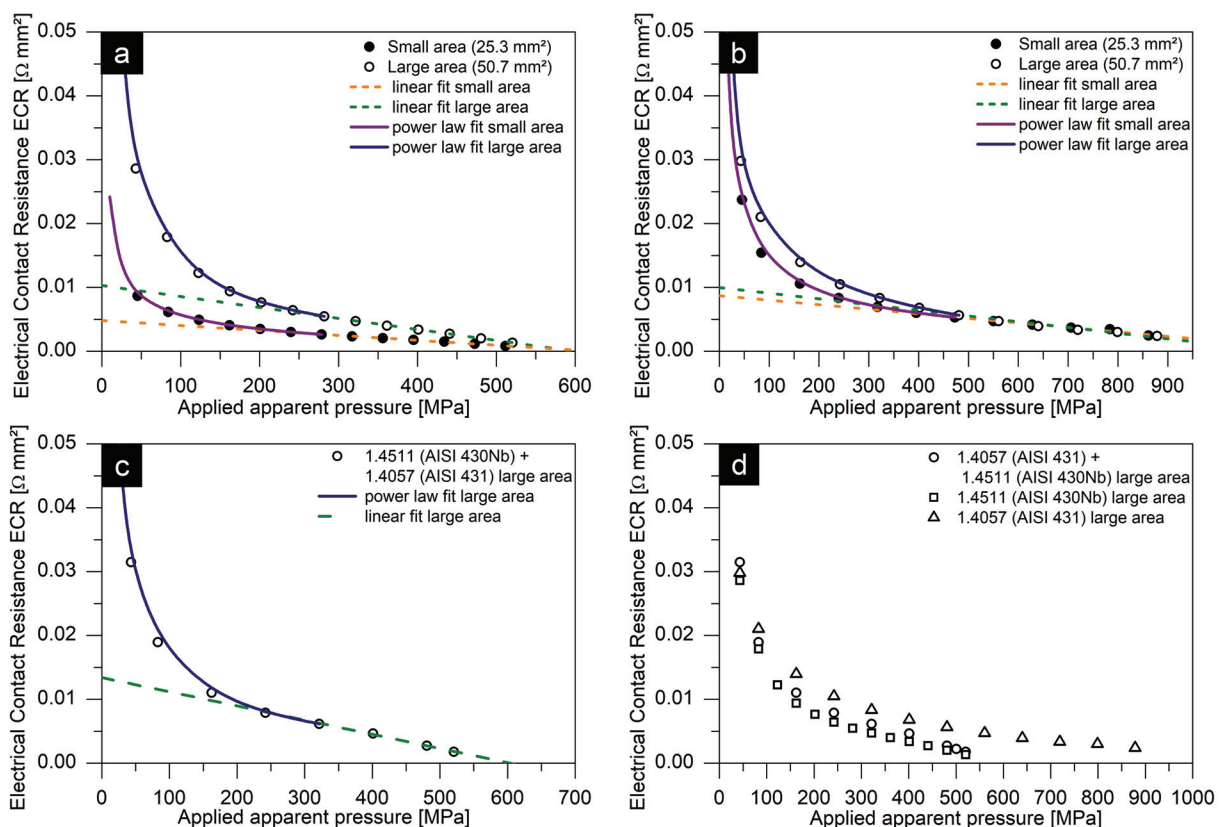 a
Small area (25.3 mm²)
Large area (50.7 mm²)
linear fit small area
linear fit large area
power law fit small area
power law fit large area
Electrical Contact Resistance ECR [Ω mm²]
0.05
0.04
0.03
0.02
0.01
0.00
0 100 200 300 400 500 600
Applied apparent pressure [MPa]
b
Small area (25.3 mm²)
Large area (50.7 mm²)
linear fit small area
linear fit large area
power law fit small area
power law fit large area
Electrical Contact Resistance ECR [Ω mm²]
0.05
0.04
0.03
0.02
0.01
0.00
0 100 200 300 400 500 600 700 800 900
Applied apparent pressure [MPa]
c
1.4511 (AISI 430Nb) +
1.4057 (AISI 431) large area
power law fit large area
linear fit large area
Electrical Contact Resistance ECR [Ω mm²]
0.05
0.04
0.03
0.02
0.01
0.00
0 100 200 300 400 500 600 700
Applied apparent pressure [MPa]
d
1.4057 (AISI 431) +
1.4511 (AISI 430Nb) large area
1.4511 (AISI 430Nb) large area
1.4057 (AISI 431) large area
Electrical Contact Resistance ECR [Ω mm²]
0.05
0.04
0.03
0.02
0.01
0.00
0 100 200 300 400 500 600 700 800 900 1000
Applied apparent pressure [MPa]